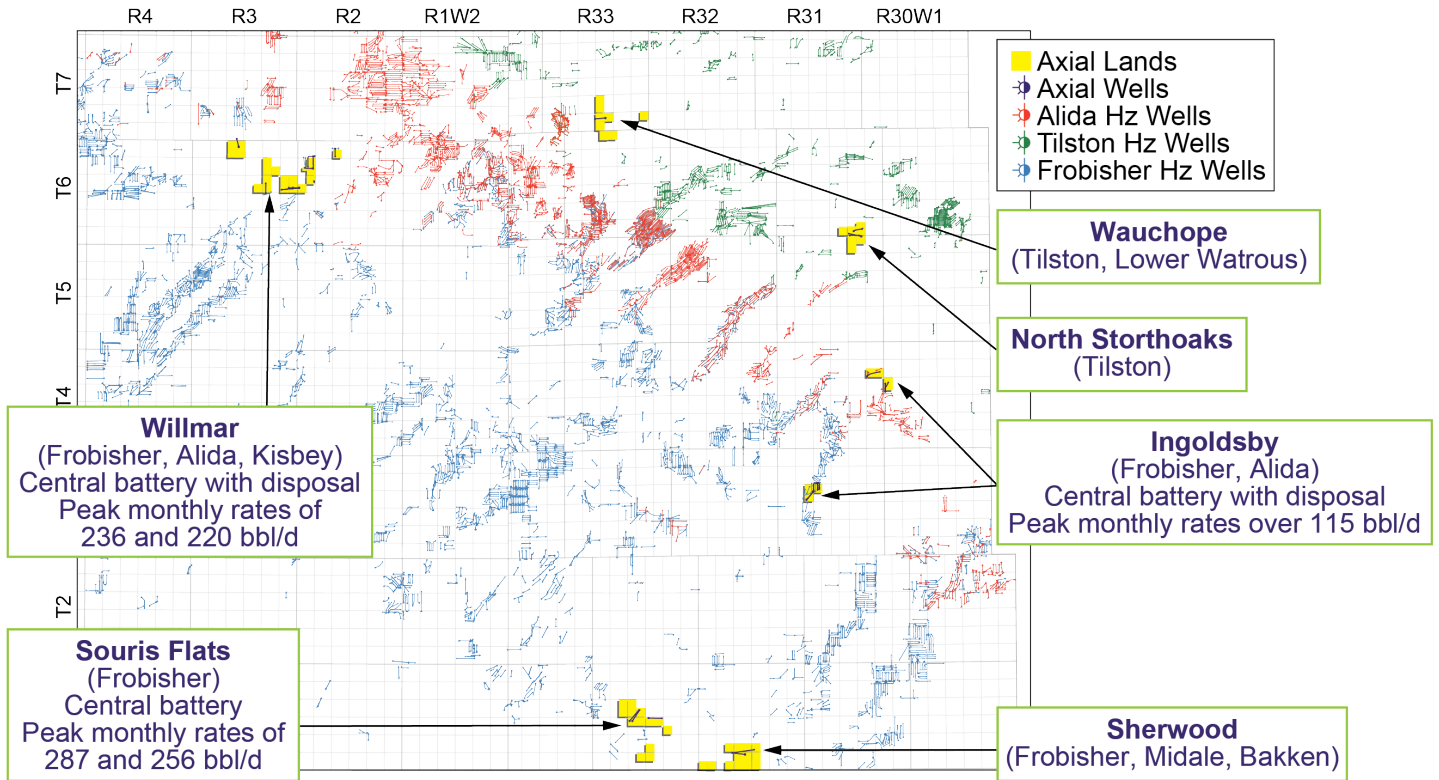 R4 R3 R2 R1W2 R33 R32 R31 R30W1
T7
T6
T5
T4
T2
Axial Lands
Axial Wells
Alida Hz Wells
Tilston Hz Wells
Frobisher Hz Wells
Wauchope
(Tilston, Lower Watrous)
North Storthoaks
(Tilston)
Ingoldsby
(Frobisher, Alida)
Central battery with disposal
Peak monthly rates over 115 bbl/d
Willmar
(Frobisher, Alida, Kisbey)
Central battery with disposal
Peak monthly rates of
236 and 220 bbl/d
Souris Flats
(Frobisher)
Central battery
Peak monthly rates of
287 and 256 bbl/d
Sherwood
(Frobisher, Midale, Bakken)